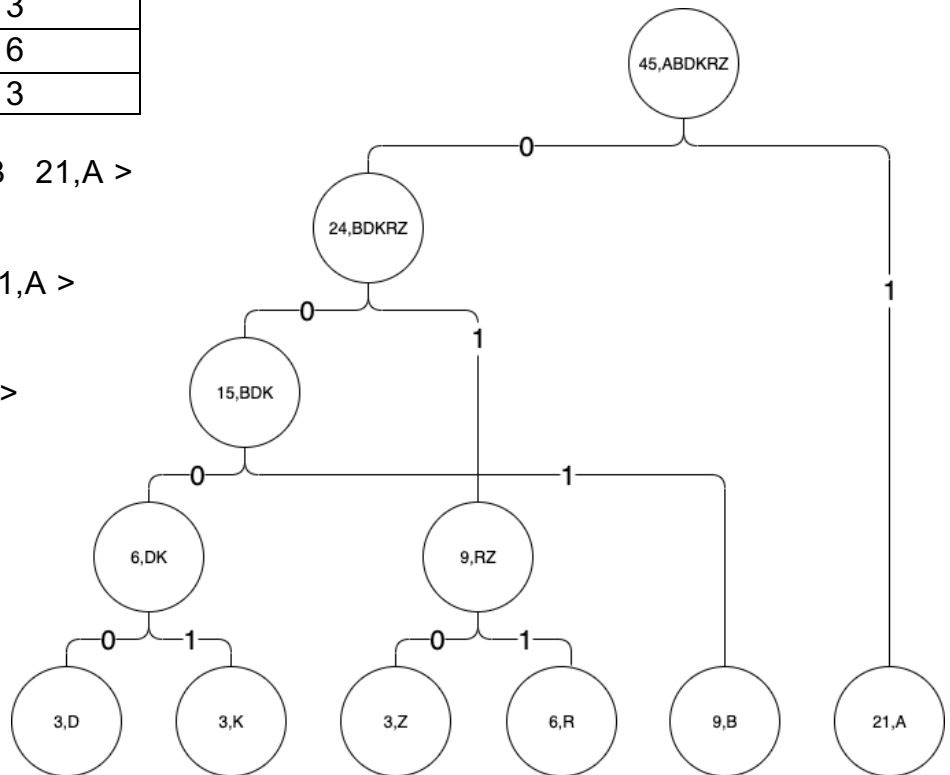 3
6
3
45,ABDKRZ
0
21,A >
24,BDKRZ
1,A >
1
0
1
15,BDK
>
0
1
6,DK
9,RZ
0
1
0
1
3,D
3,K
3,Z
6,R
9,B
21,A